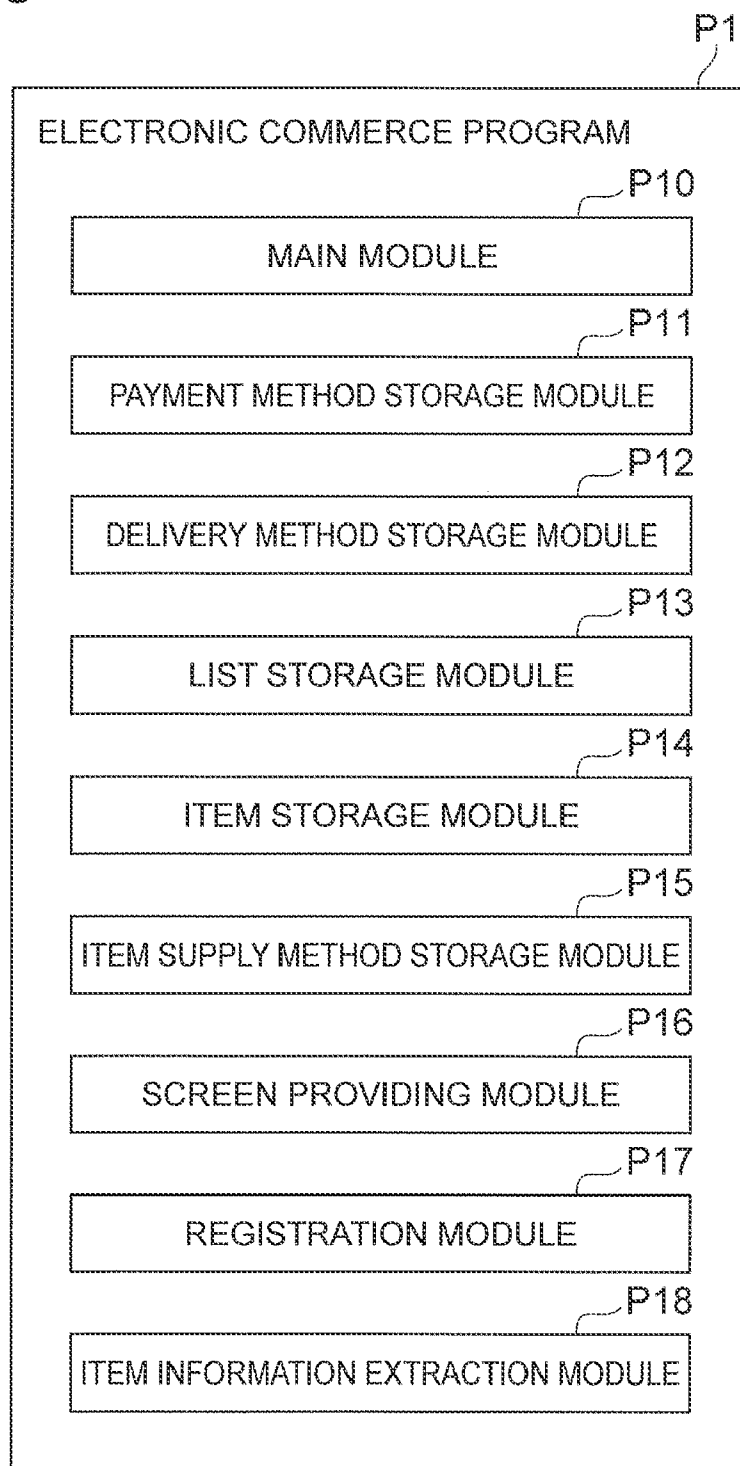 P1
ELECTRONIC COMMERCE PROGRAM
P10
MAIN MODULE
P11
PAYMENT METHOD STORAGE MODULE
P12
DELIVERY METHOD STORAGE MODULE
P13
LIST STORAGE MODULE
P14
ITEM STORAGE MODULE
P15
ITEM SUPPLY METHOD STORAGE MODULE
P16
SCREEN PROVIDING MODULE
P17
REGISTRATION MODULE
P18
ITEM INFORMATION EXTRACTION MODULE